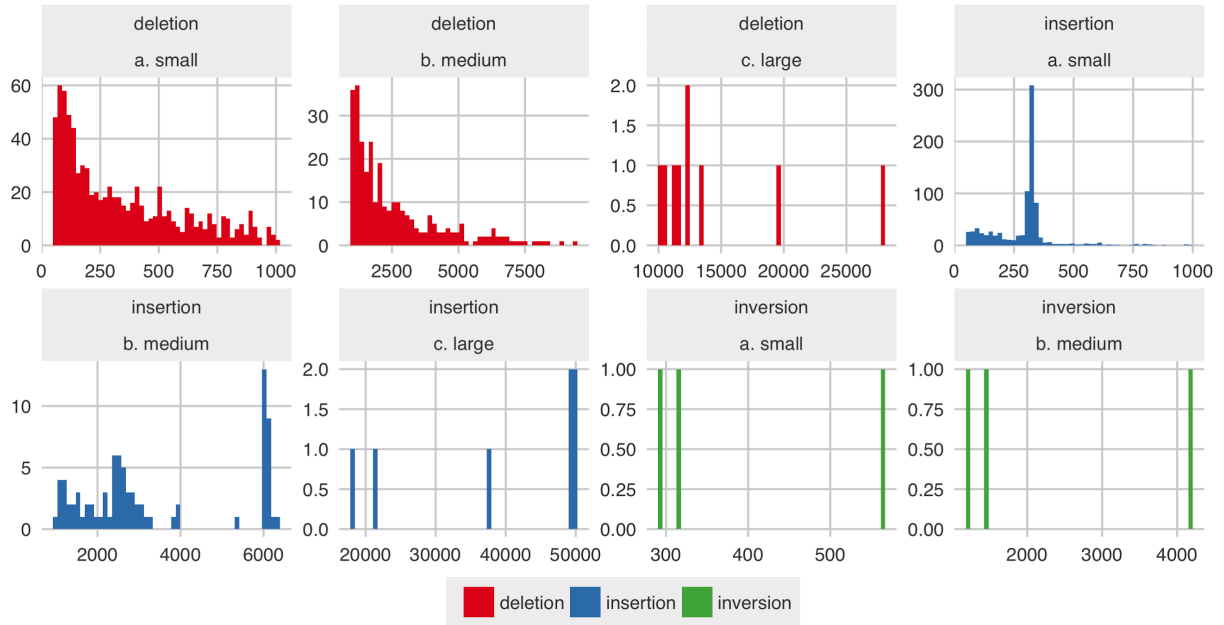 deletion
a. small
60
40
20
0
0 250 500 750 1000
deletion
b. medium
30
20
10
0
2500 5000 7500
deletion
c. large
2.0
1.5
1.0
0.5
0.0
10000 15000 20000 25000
insertion
a. small
300
200
100
0
0 250 500 750 1000
insertion
b. medium
10
5
0
2000 4000 6000
insertion
c. large
2.0
1.5
1.0
0.5
0.0
20000 30000 40000 50000
inversion
a. small
1.00
0.75
0.50
0.25
0.00
300 400 500
inversion
b. medium
1.00
0.75
0.50
0.25
0.00
2000 3000 4000
deletion insertion inversion